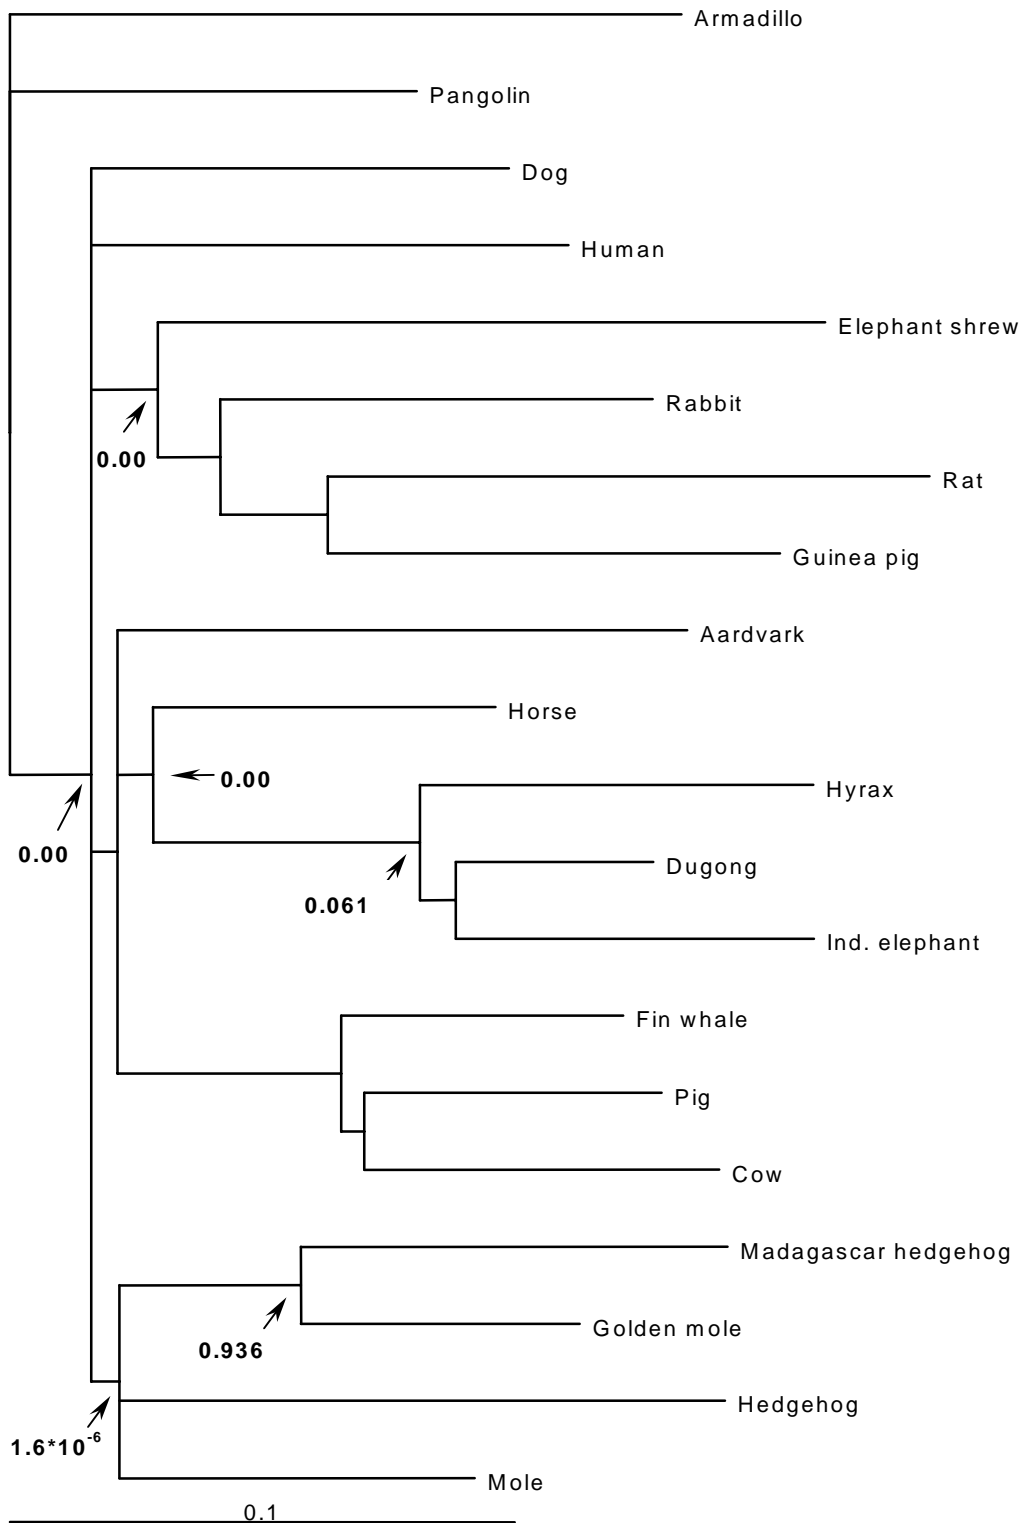 Armadillo
Pangolin
Dog
Human
Elephant shrew
Rabbit
0.00
Rat
Guinea pig
Aardvark
Horse
0.00
Hyrax
0.00
Dugong
0.061
Ind. elephant
Fin whale
Pig
Cow
Madagascar hedgehog
Golden mole
0.936
Hedgehog
1.6*10-6
Mole
0.1